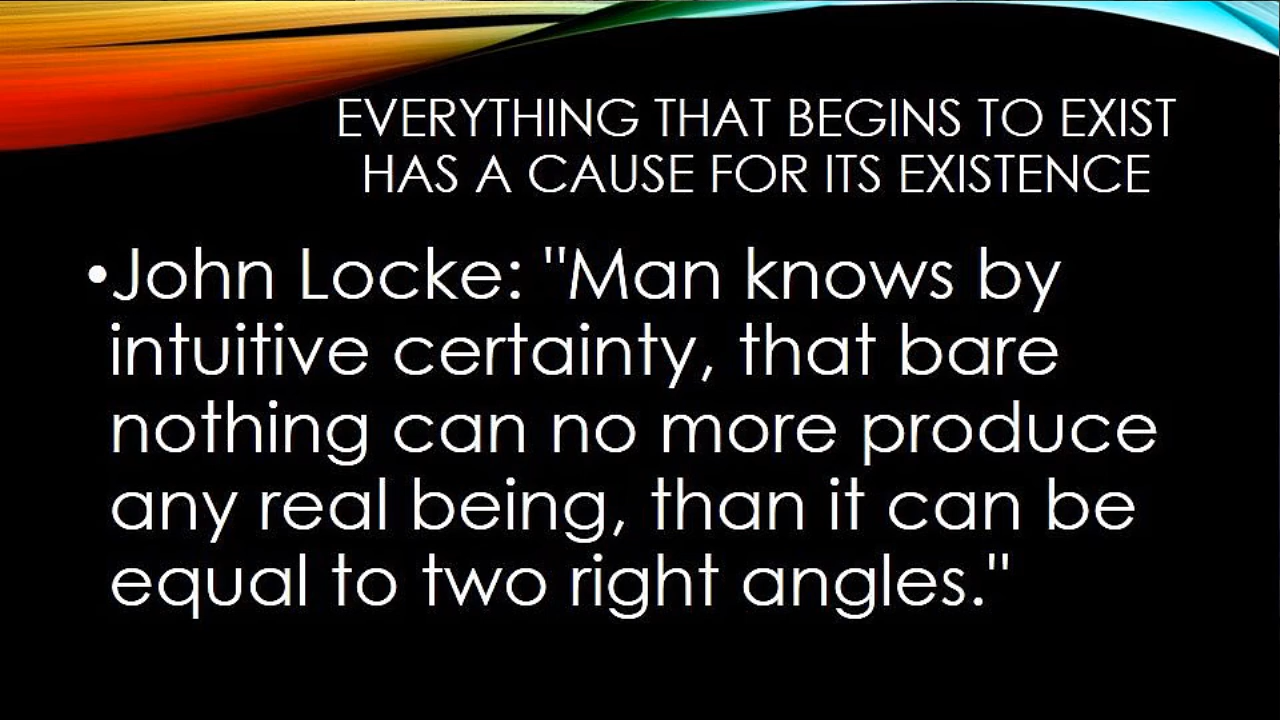 EVERYTHING THAT BEGINS TO EXIST
HAS A CAUSE FOR ITS EXISTENCE
•John Locke: "Man knows by
intuitive certainty, that bare
nothing can no more produce
any real being, than it can be
equal to two right angles."